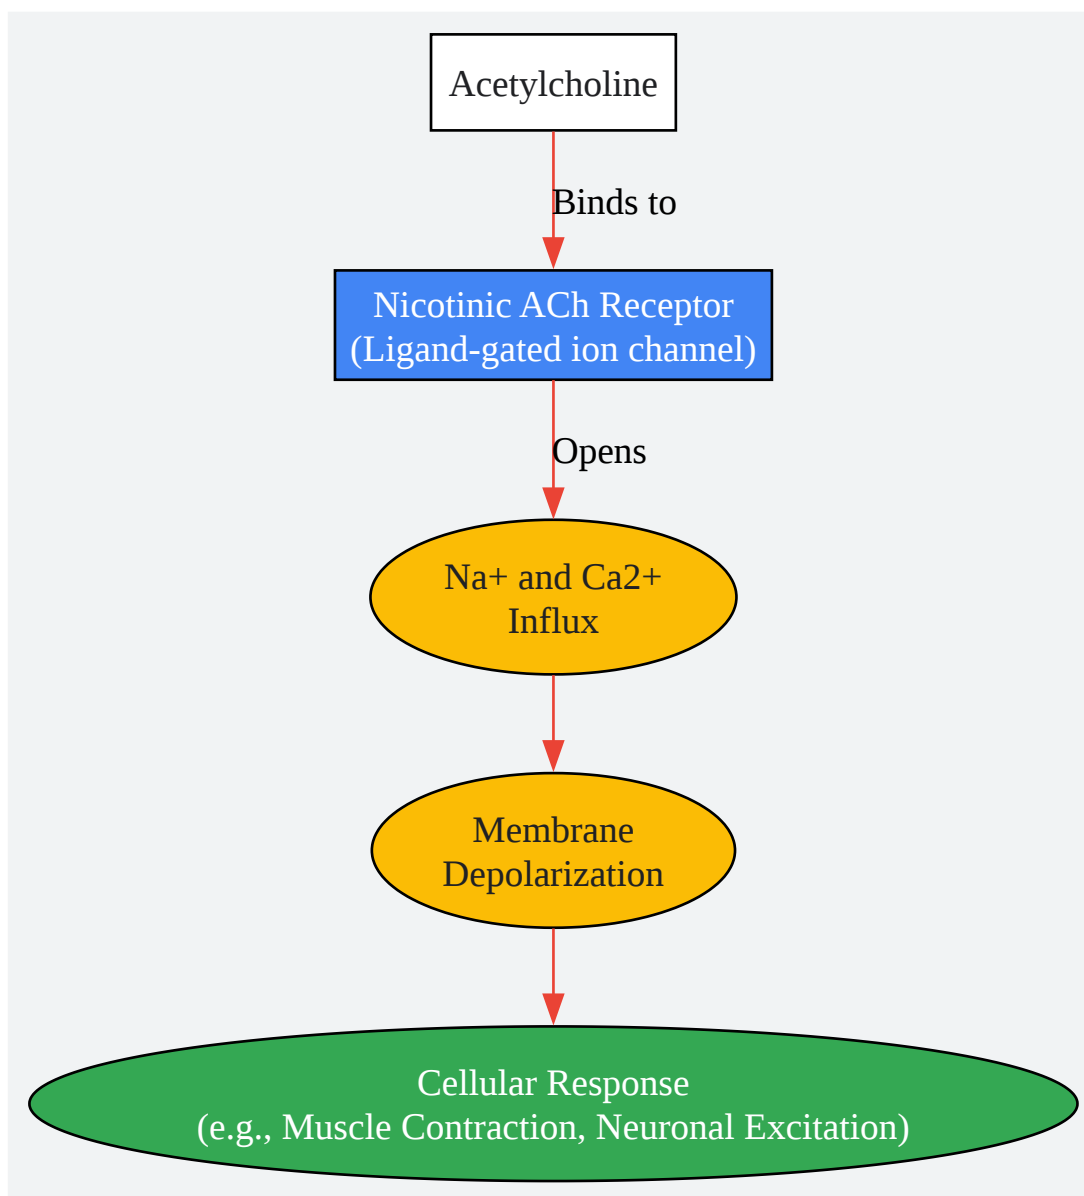 Acetylcholine
Binds to
Nicotinic ACh Receptor
(Ligand-gated ion channel)
Opens
Na+ and Ca2+
Influx
Membrane
Depolarization
Cellular Response
(e.g., Muscle Contraction, Neuronal Excitation)